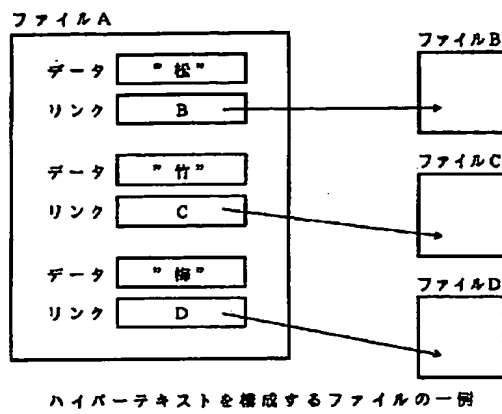 ファイルA
データ "松"
リンク B
データ "竹"
リンク C
データ "梅"
リンク D
ファイルB
ファイルC
ファイルD
ハイパーテキストを構成するファイルの一例